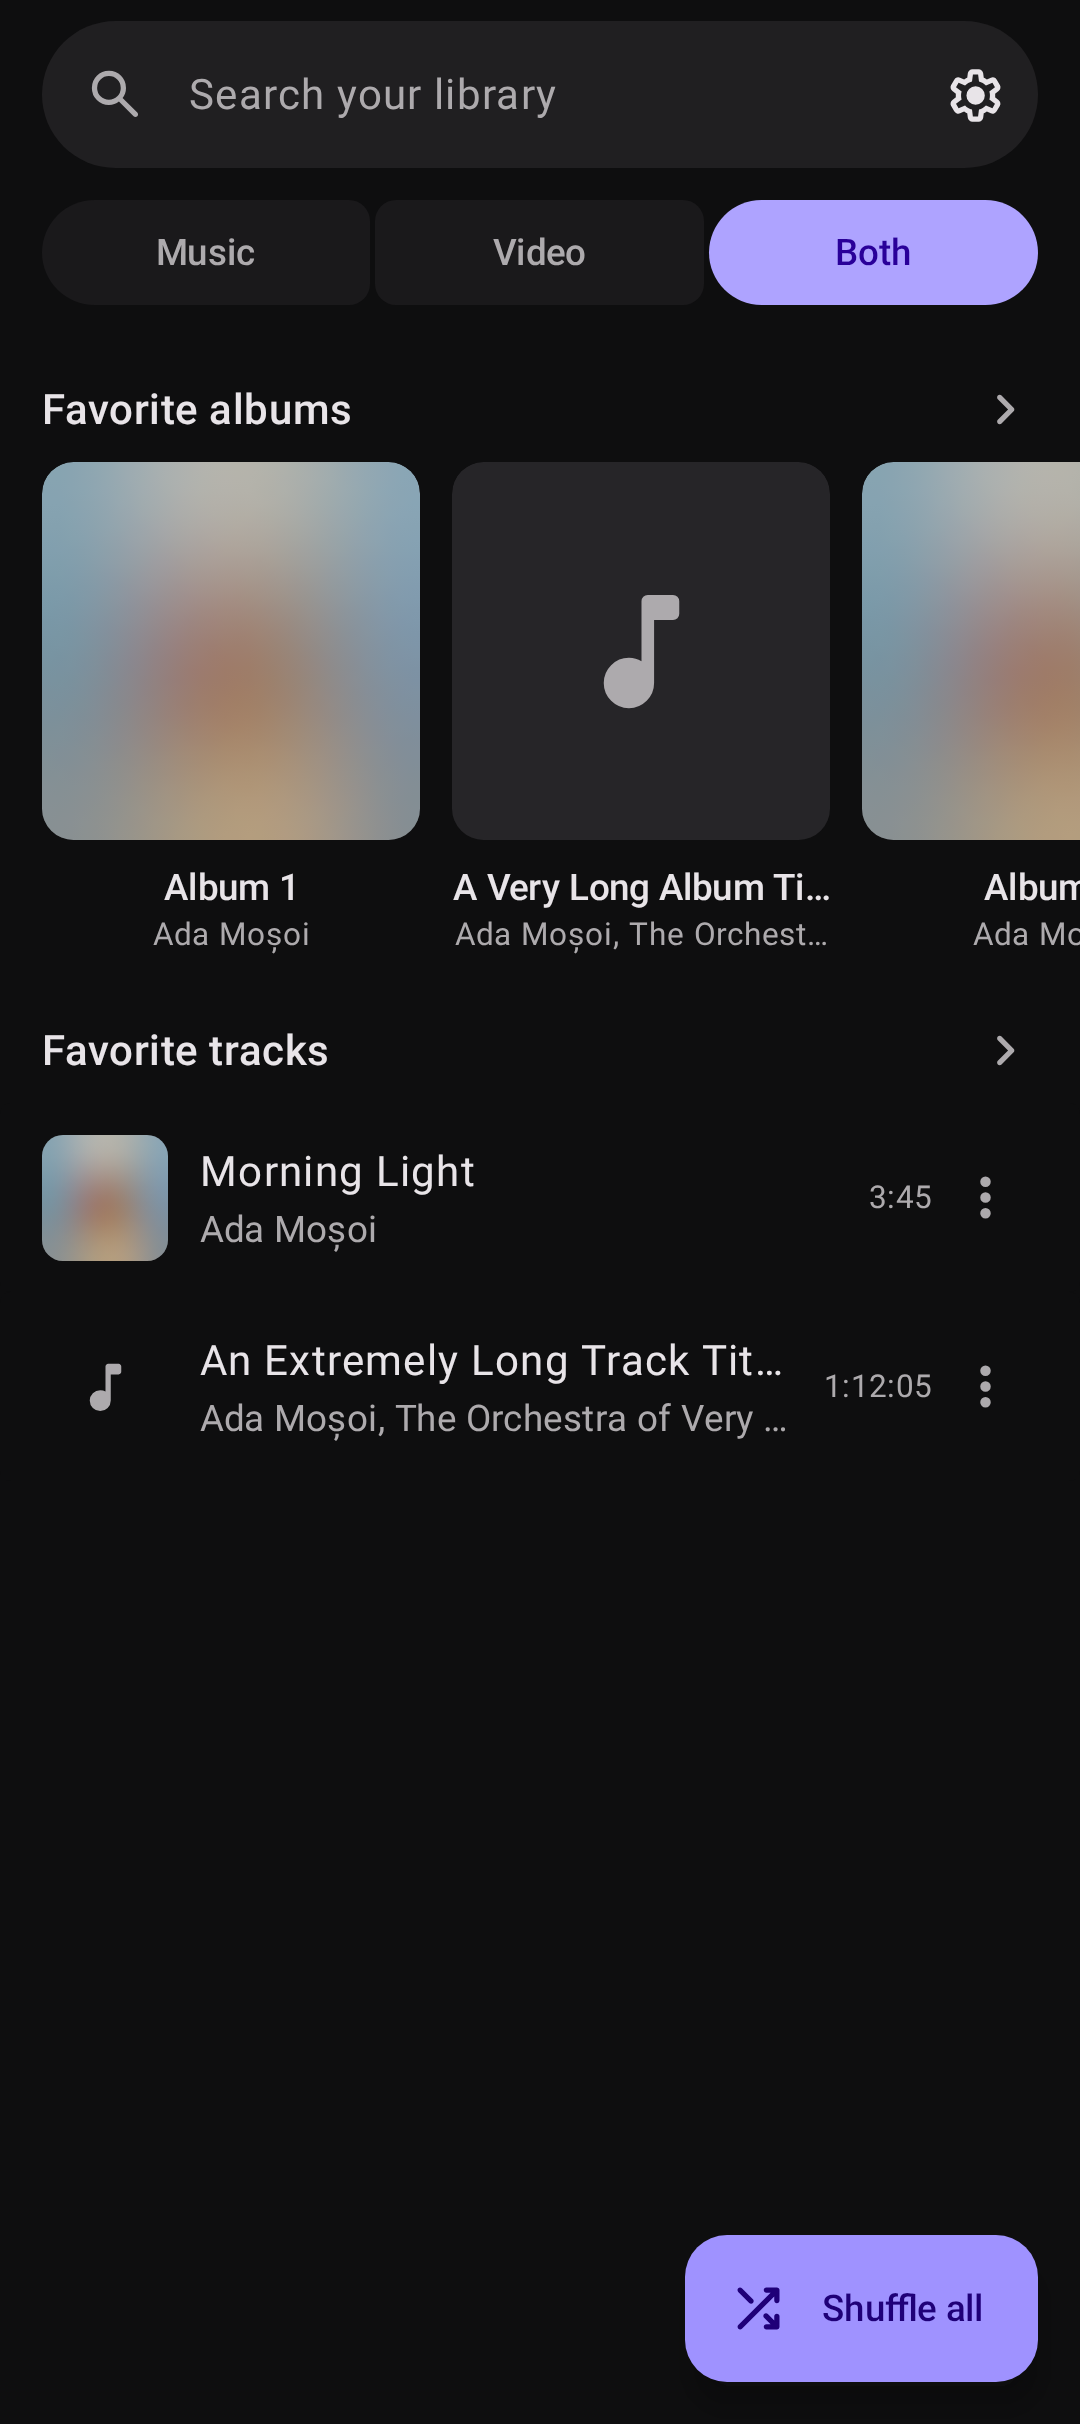 Search your library
Music
Video
Both
Favorite albums
Album 1
Ada Moșoi
A Very Long Album Ti…
Ada Moșoi, The Orchest…
Album
Ada Mo
Favorite tracks
Morning Light
Ada Moșoi
3:45
An Extremely Long Track Tit…
Ada Moșoi, The Orchestra of Very …
1:12:05
Shuffle all